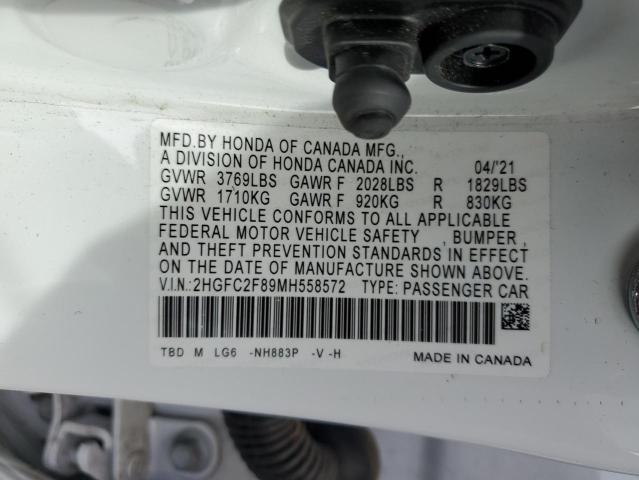 MFD.BY HONDA OF CANADA MFG.,
A DIVISION OF HONDA CANADA INC. 04/'21
GVWR 3769LBS GAWR F 2028LBS R 1829LBS
GVWR 1710KG GAWR F 920KG R 830KG
THIS VEHICLE CONFORMS TO ALL APPLICABLE
FEDERAL MOTOR VEHICLE SAFETY , BUMPER ,
AND THEFT PREVENTION STANDARDS IN EFFECT
ON THE DATE OF MANUFACTURE SHOWN ABOVE.
V.I.N.:2HGFC2F89MH558572 TYPE: PASSENGER CAR
TBD M LG6 -NH883P -V -H MADE IN CANADA